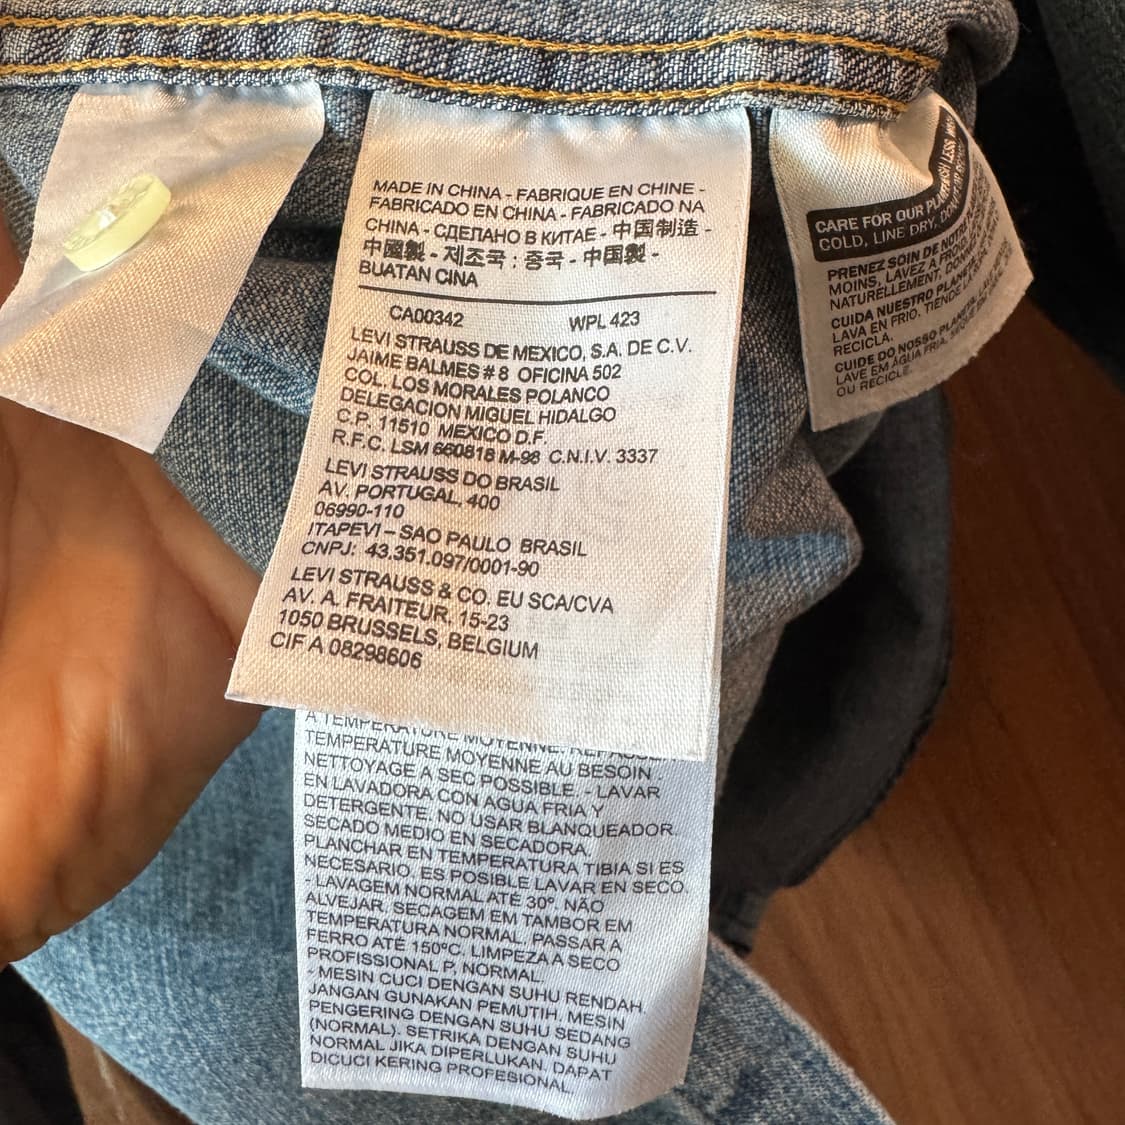 MADE IN CHINA - FABRIQUE EN CHINE -
FABRICADO EN CHINA - FABRICADO NA
CHINA - СДЕЛАНО В КИТАЕ - 中国制造 -
中國製 - 제조국 : 중국 - 中国製 -
BUATAN CINA
CA00342 WPL 423
LEVI STRAUSS DE MEXICO, S.A. DE C.V.
JAIME BALMES # 8 OFICINA 502
COL. LOS MORALES POLANCO
DELEGACION MIGUEL HIDALGO
C.P. 11510 MEXICO D.F.
R.F.C. LSM 660818 M-98 C.N.I.V. 3337
LEVI STRAUSS DO BRASIL
AV. PORTUGAL, 400
06990-110
ITAPEVI – SAO PAULO BRASIL
CNPJ: 43.351.097/0001-90
LEVI STRAUSS & CO. EU SCA/CVA
AV. A. FRAITEUR, 15-23
1050 BRUSSELS, BELGIUM
CIF A 08298606
A TEMPERATURE MOYENNE.
TEMPERATURE MOYENNE AU BESOIN .
NETTOYAGE A SEC POSSIBLE. - LAVAR
EN LAVADORA CON AGUA FRIA Y
DETERGENTE. NO USAR BLANQUEADOR.
SECADO MEDIO EN SECADORA,
PLANCHAR EN TEMPERATURA TIBIA SI ES
NECESARIO. ES POSIBLE LAVAR EN SECO.
- LAVAGEM NORMAL ATÉ 30º. NÃO
ALVEJAR. SECAGEM EM TAMBOR EM
TEMPERATURA NORMAL. PASSAR A
FERRO ATÉ 150ºC. LIMPEZA A SECO
PROFISSIONAL P, NORMAL.
- MESIN CUCI DENGAN SUHU RENDAH.
JANGAN GUNAKAN PEMUTIH. MESIN
PENGERING DENGAN SUHU SEDANG
(NORMAL). SETRIKA DENGAN SUHU
NORMAL JIKA DIPERLUKAN. DAPAT
DICUCI KERING PROFESIONAL.
CARE FOR OUR
COLD, LINE DRY,
PRENEZ SOIN DE
MOINS, LAVEZ À
NATURELLEMENT,
CUIDA NUESTRO PLANETA.
LAVA EN FRIO, TIENDE
RECICLA.
CUIDE DO NOSSO PLANETA.
LAVE EM ÁGUA FRIA,
OU RECICLE.